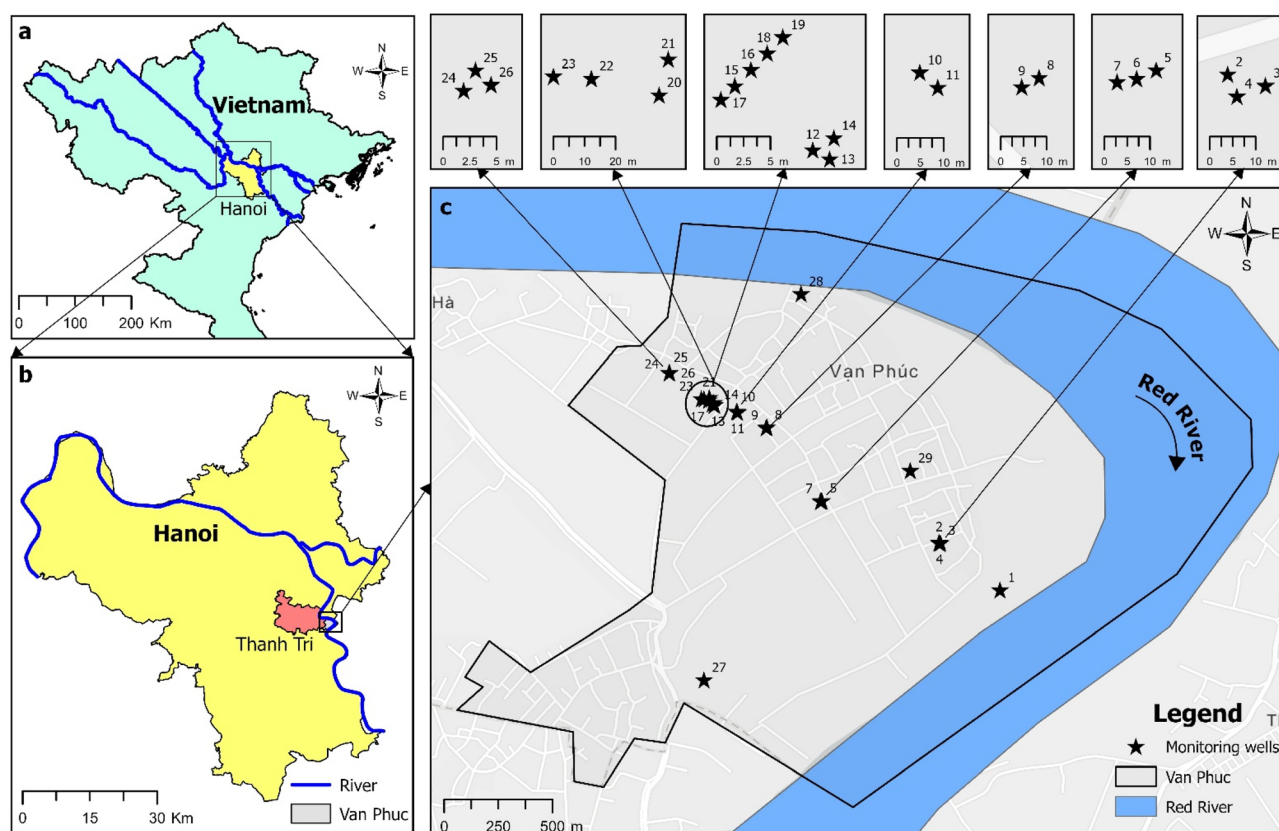 a
N
W E
S
Vietnam
Hanoi
0 100 200 Km
b
N
W E
S
Hanoi
Thanh Tri
River
Van Phuc
0 15 30 Km
25
24 26
0 2.5 5 m
21
23 22
20
0 10 20 m
19
18
16
15
17
14
12
13
0 2.5 5 m
10
11
0 5 10 m
8
9
0 5 10 m
5
6
7
0 5 10 m
2
3
4
0 5 10 m
c
N
W E
S
Hà
28
25
24
26
Vạn Phúc
23 21
14 10
17 13 11
9 8
Red River
29
7 5
2 3
4
1
27
Legend
Monitoring wells
Van Phuc
Red River
0 250 500 m